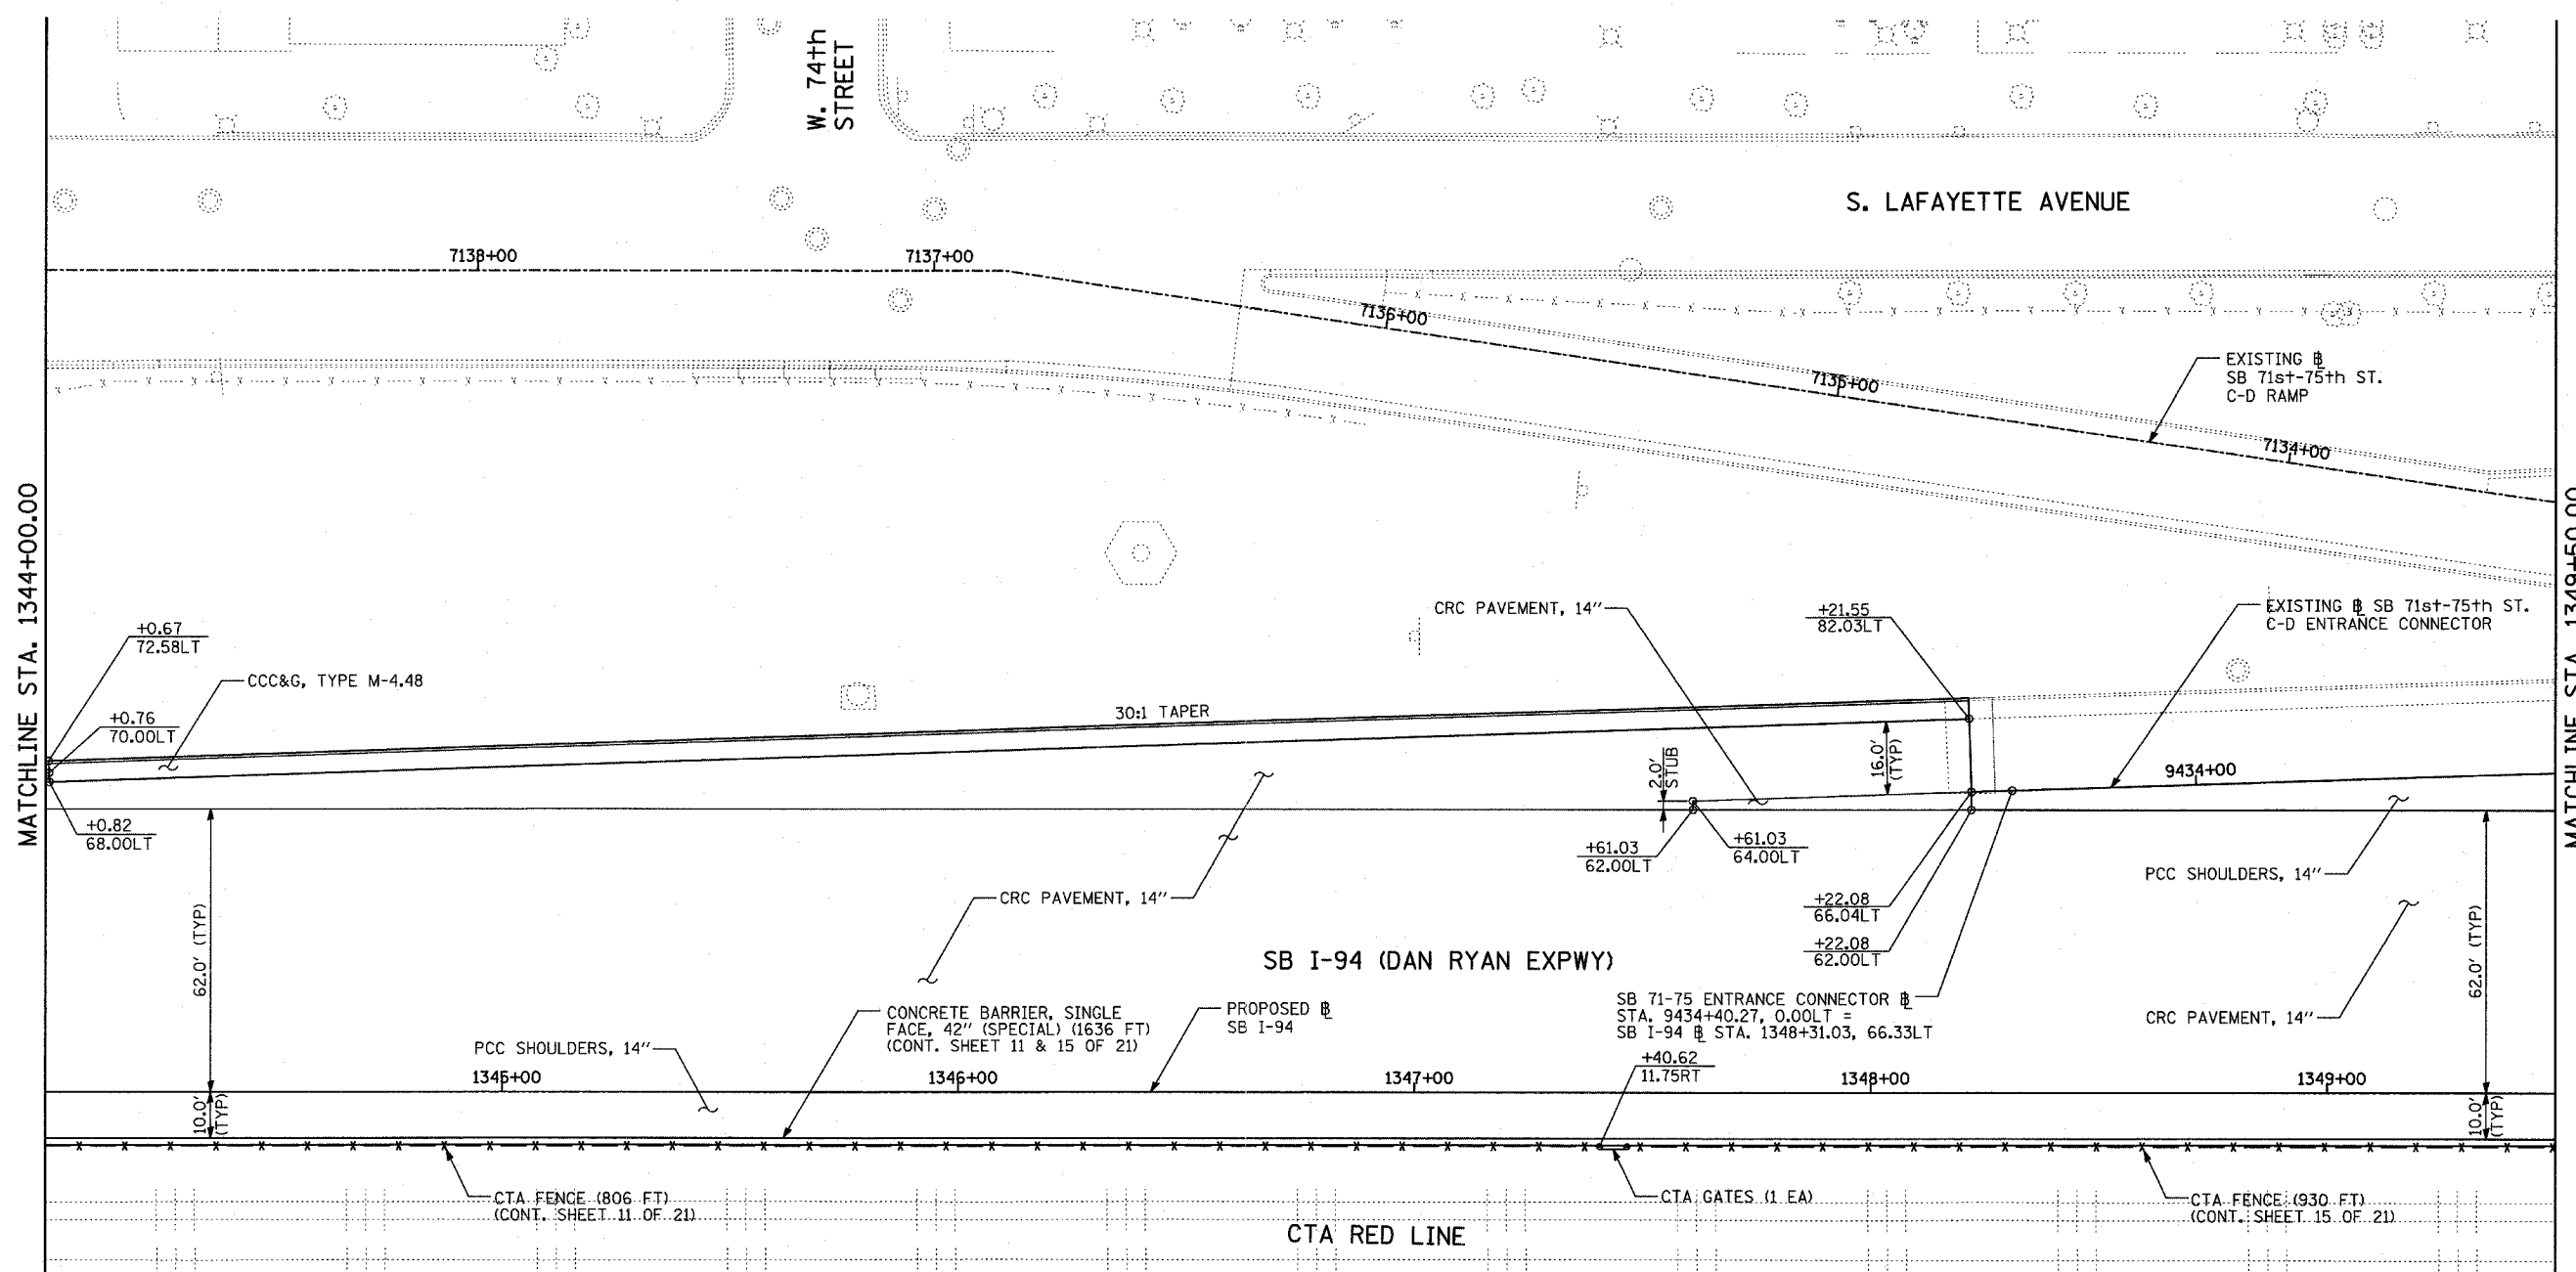 W. 74th
STREET
S. LAFAYETTE AVENUE
7138+00
7137+00
7136+00
7135+00
7134+00
EXISTING ℄
SB 71st-75th ST.
C-D RAMP
MATCHLINE STA. 1344+00.00
MATCHLINE STA. 1349+50.00
+0.67
72.58LT
CCC&G, TYPE M-4.48
+0.76
70.00LT
+0.82
68.00LT
30:1 TAPER
CRC PAVEMENT, 14"
+21.55
82.03LT
EXISTING ℄ SB 71st-75th ST.
C-D ENTRANCE CONNECTOR
2.0'
STUB
16.0'
(TYP)
9434+00
+61.03
62.00LT
+61.03
64.00LT
PCC SHOULDERS, 14"
CRC PAVEMENT, 14"
+22.08
66.04LT
+22.08
62.00LT
62.0' (TYP)
62.0' (TYP)
SB I-94 (DAN RYAN EXPWY)
CONCRETE BARRIER, SINGLE
FACE, 42" (SPECIAL) (1636 FT)
(CONT. SHEET 11 & 15 OF 21)
PROPOSED ℄
SB I-94
SB 71-75 ENTRANCE CONNECTOR ℄
STA. 9434+40.27, 0.00LT =
SB I-94 ℄ STA. 1348+31.03, 66.33LT
CRC PAVEMENT, 14"
PCC SHOULDERS, 14"
+40.62
11.75RT
1345+00
1346+00
1347+00
1348+00
1349+00
10.0'
(TYP)
10.0'
(TYP)
CTA FENCE (806 FT)
(CONT. SHEET 11 OF 21)
CTA GATES (1 EA)
CTA FENCE (930 FT)
(CONT. SHEET 15 OF 21)
CTA RED LINE